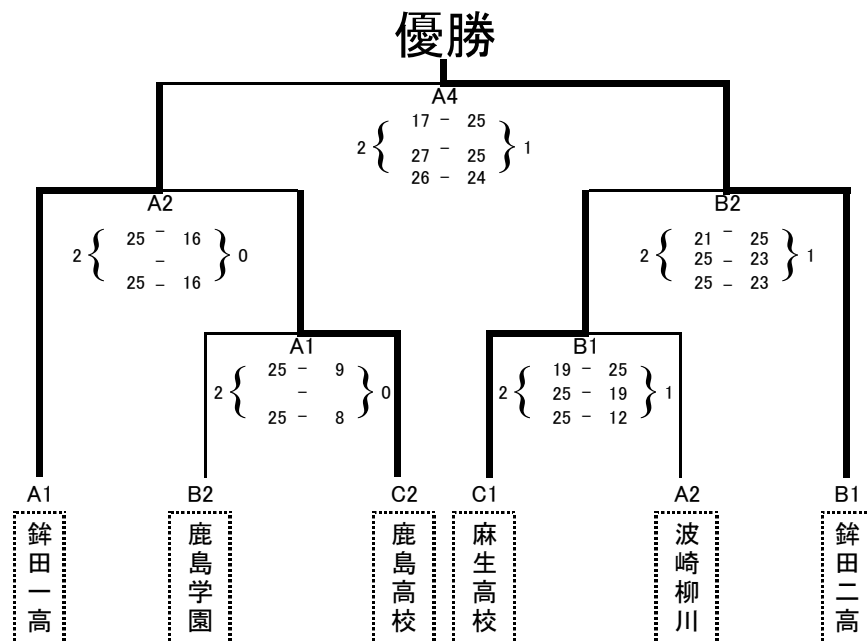 優勝
A4
17 - 25
2 { - } 1
27 25
26 - 24
A2 B2
25 - 16 21 - 25
2 { - } 0 2 { 25 - 23 } 1
25 - 16 25 - 23
A1 B1
25 - 9 19 - 25
2 { - } 0 2 { 25 - 19 } 1
25 - 8 25 - 12
A1 B2 C2 C1 A2 B1
鉾田一高
鹿島学園
鹿島高校
麻生高校
波崎柳川
鉾田二高